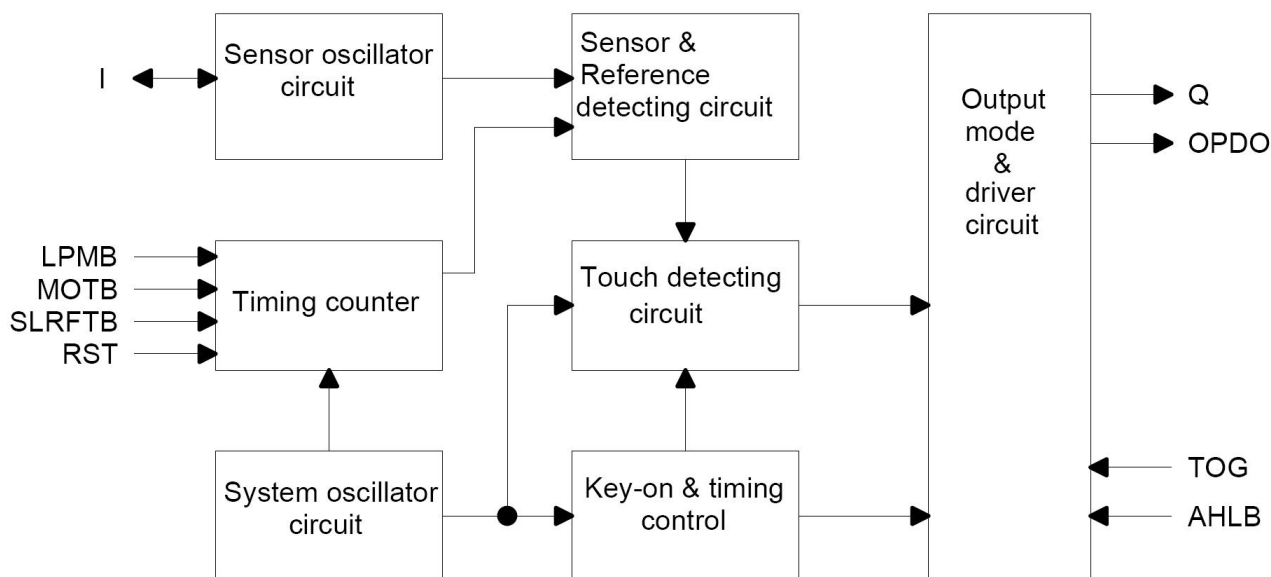 I
Sensor oscillator
circuit
Sensor &
Reference
detecting circuit
Output
mode
&
driver
circuit
Q
OPDO
LPMB
MOTB
SLRFTB
RST
Timing counter
Touch detecting
circuit
System oscillator
circuit
Key-on & timing
control
TOG
AHLB